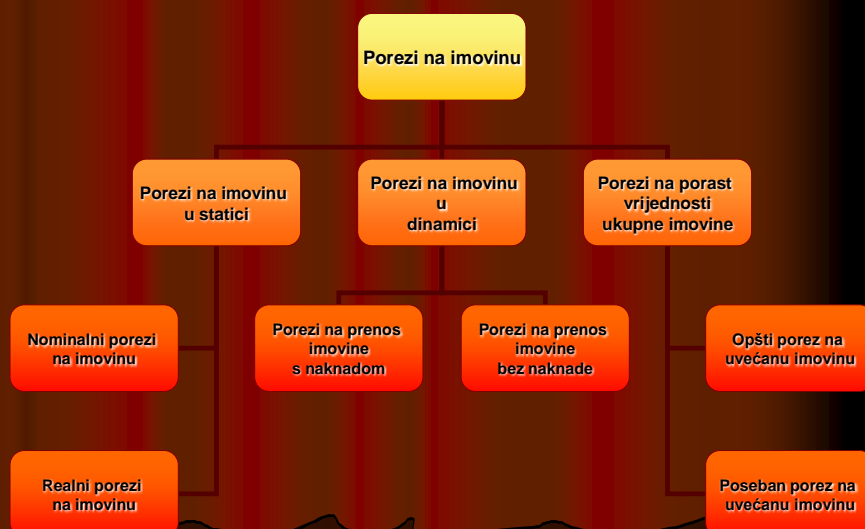 Porezi na imovinu
Porezi na imovinu
u statici
Porezi na imovinu
u
dinamici
Porezi na porast
vrijednosti
ukupne imovine
Nominalni porezi
na imovinu
Porezi na prenos
imovine
s naknadom
Porezi na prenos
imovine
bez naknade
Opšti porez na
uvećanu imovinu
Realni porezi
na imovinu
Poseban porez na
uvećanu imovinu